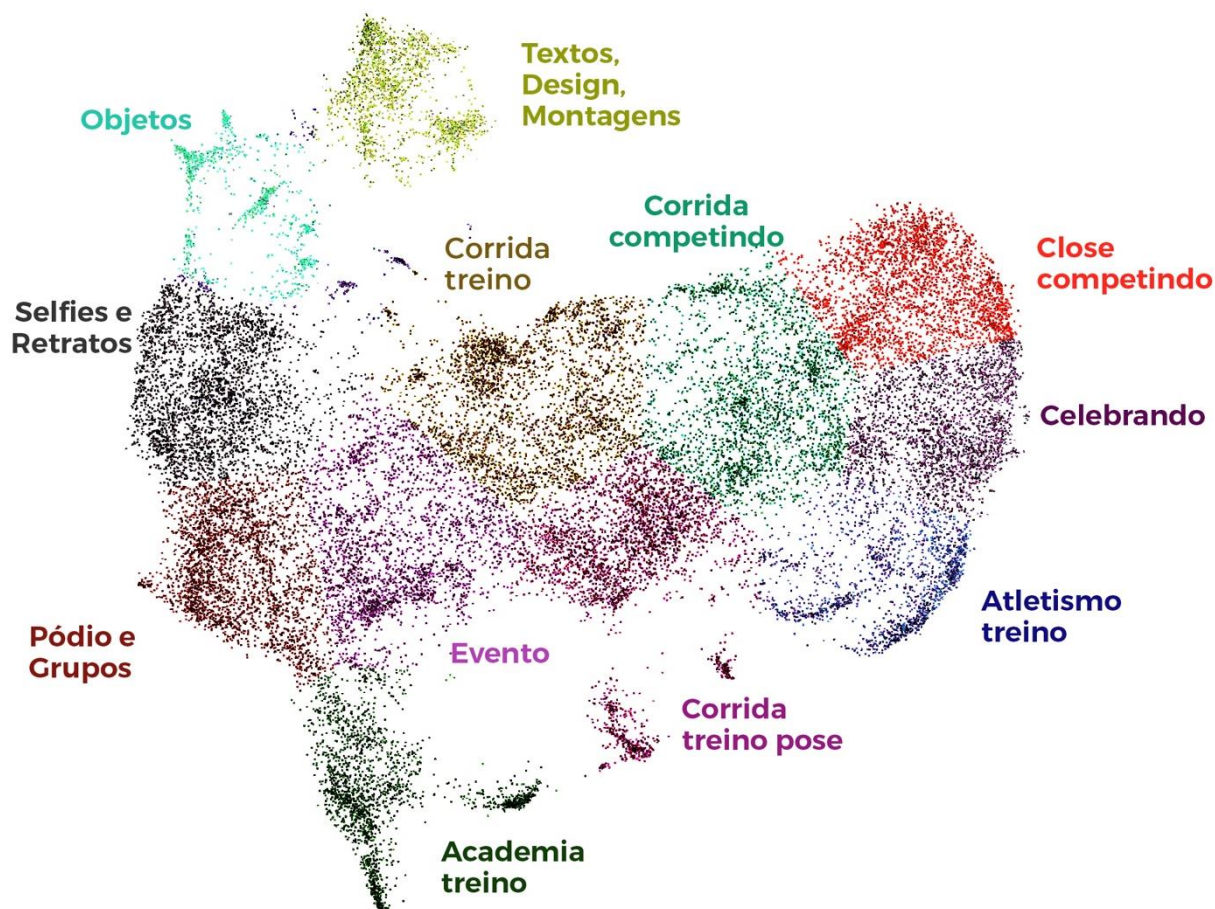 Textos,
Design,
Montagens
Objetos
Corrida
competindo
Corrida
treino
Close
competindo
Selfies e
Retratos
Celebrando
Atletismo
treino
Pódio e
Grupos
Evento
Corrida
treino pose
Academia
treino